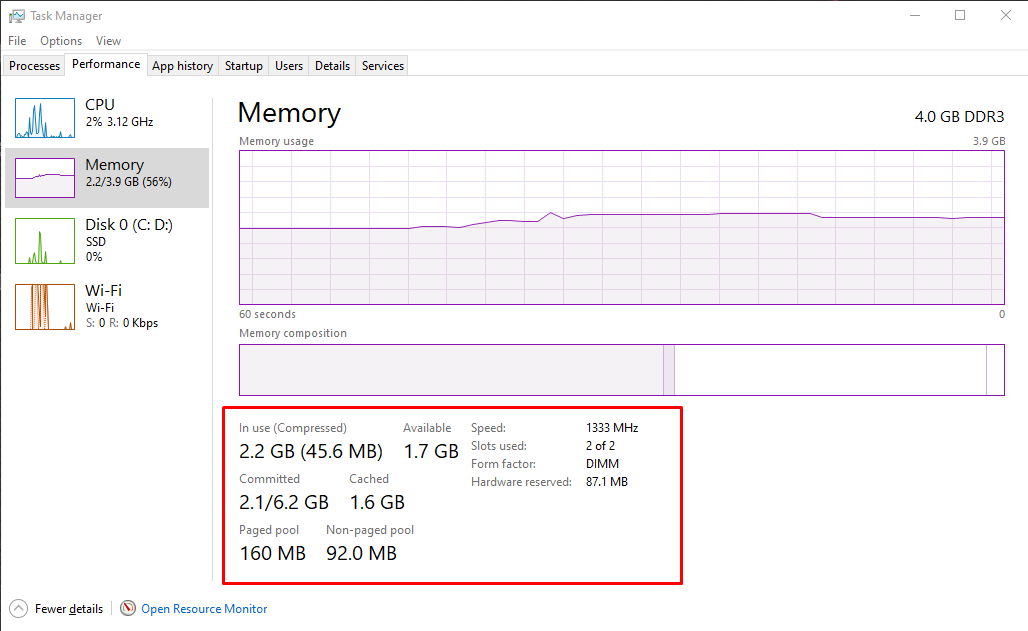 Task Manager
File Options View
Processes Performance App history Startup Users Details Services
CPU
2% 3.12 GHz
Memory
2.2/3.9 GB (56%)
Disk 0 (C: D:)
SSD
0%
Wi-Fi
Wi-Fi
S: 0 R: 0 Kbps
Memory 4.0 GB DDR3
Memory usage 3.9 GB
60 seconds 0
Memory composition
In use (Compressed) Available
2.2 GB (45.6 MB) 1.7 GB
Committed Cached
2.1/6.2 GB 1.6 GB
Paged pool Non-paged pool
160 MB 92.0 MB
Speed: 1333 MHz
Slots used: 2 of 2
Form factor: DIMM
Hardware reserved: 87.1 MB
Fewer details Open Resource Monitor